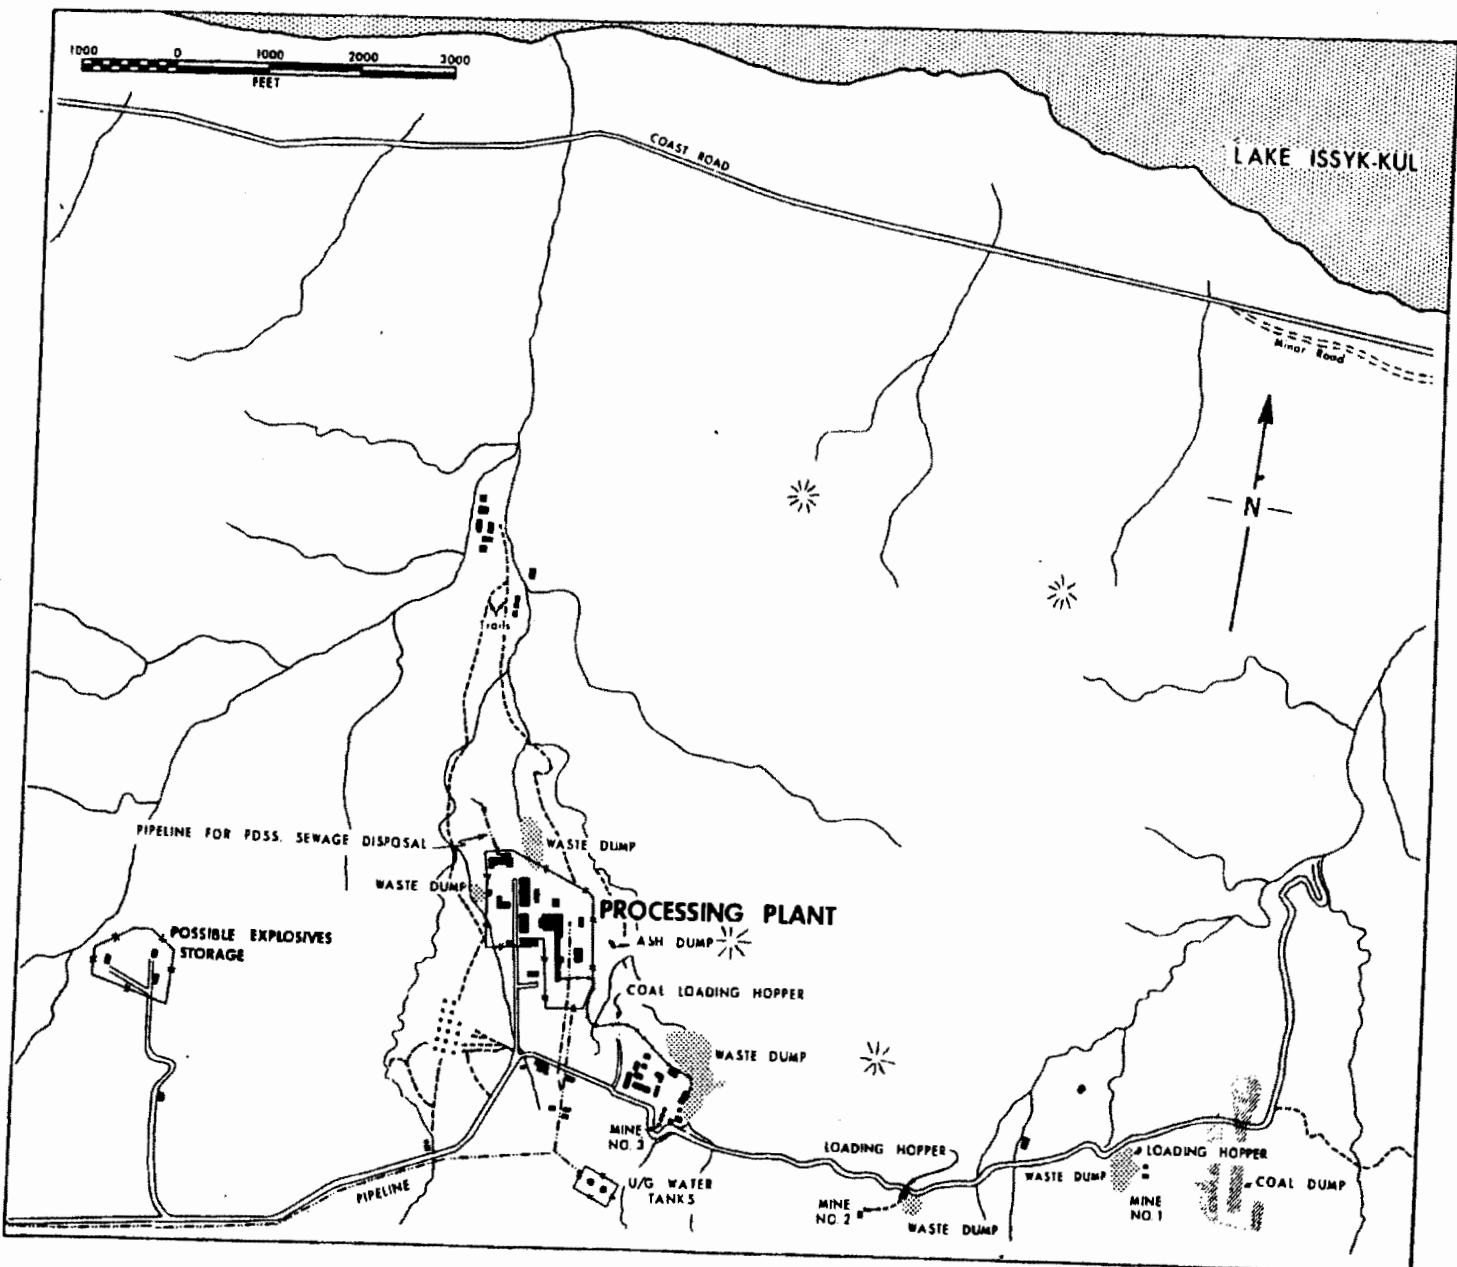 1000 0 1000 2000 3000
FEET
COAST ROAD
LAKE ISSYK-KUL
Minor Road
N
Trails
PIPELINE FOR POSS. SEWAGE DISPOSAL
WASTE DUMP
WASTE DUMP
PROCESSING PLANT
POSSIBLE EXPLOSIVES
STORAGE
ASH DUMP
COAL LOADING HOPPER
WASTE DUMP
MINE
NO. 3
LOADING HOPPER
LOADING HOPPER
WASTE DUMP
U/G WATER
TANKS
PIPELINE
COAL DUMP
MINE
NO. 2
MINE
NO. 1
WASTE DUMP